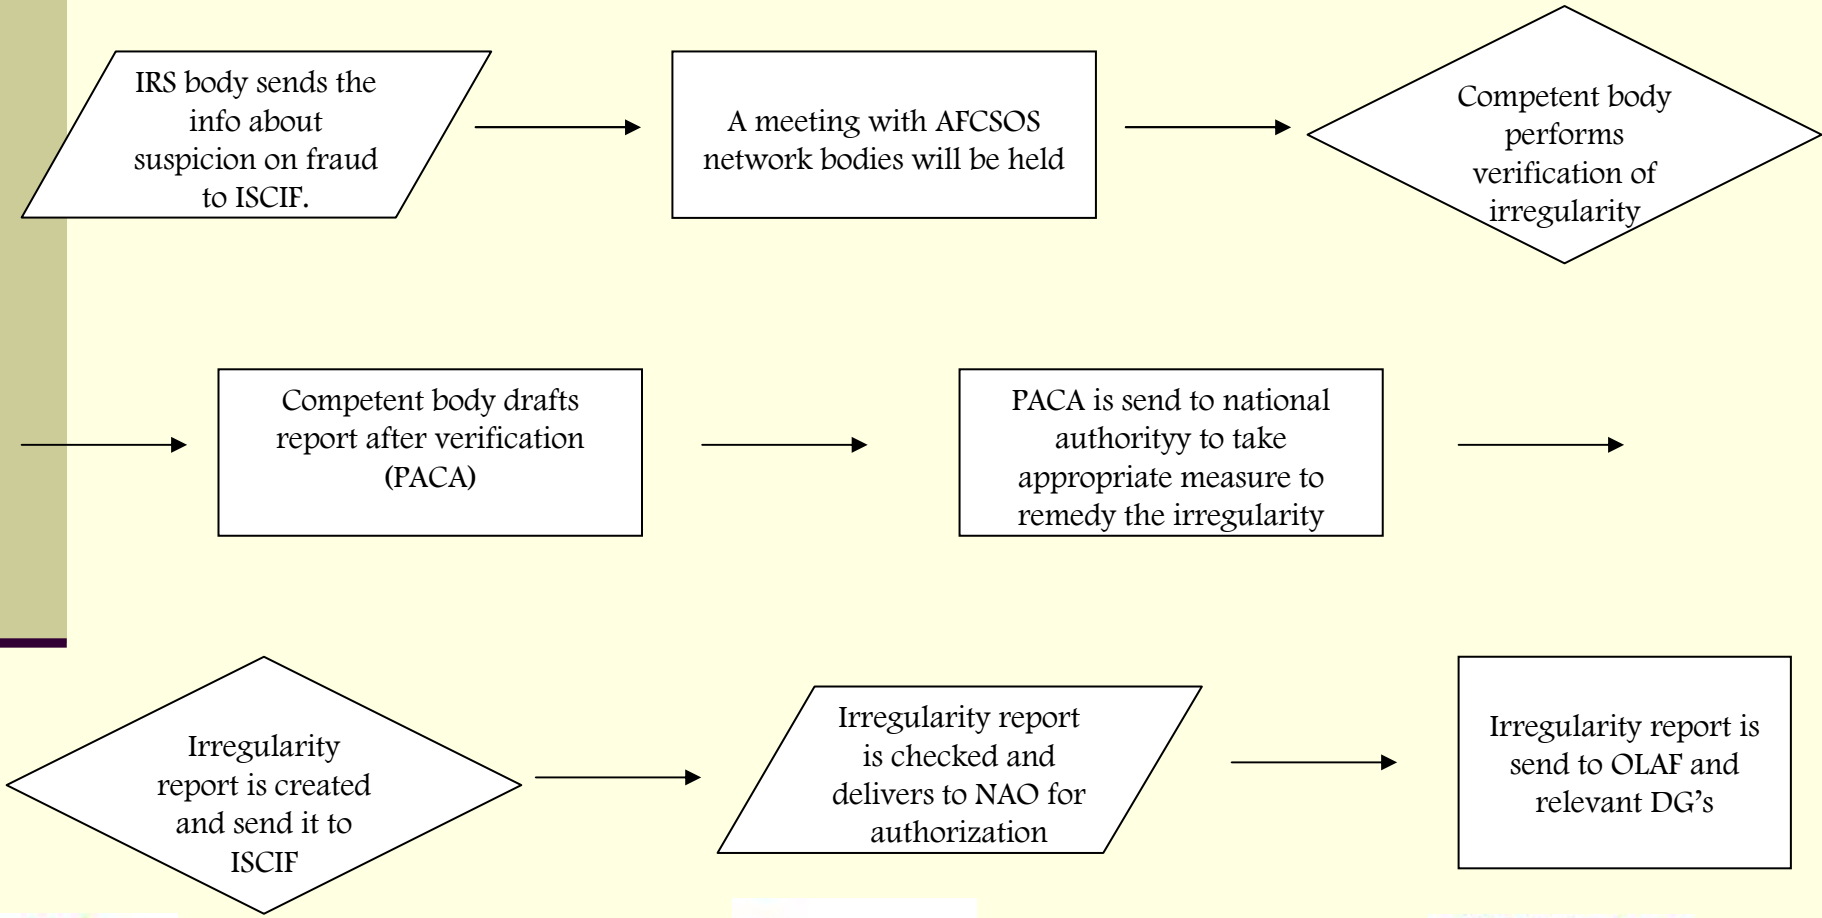 IRS body sends the
info about
suspicion on fraud
to ISCIF.
A meeting with AFCSOS
network bodies will be held
Competent body
performs
verification of
irregularity
Competent body drafts
report after verification
(PACA)
PACA is send to national
authorityy to take
appropriate measure to
remedy the irregularity
Irregularity
report is created
and send it to
ISCIF
Irregularity report
is checked and
delivers to NAO for
authorization
Irregularity report is
send to OLAF and
relevant DG’s